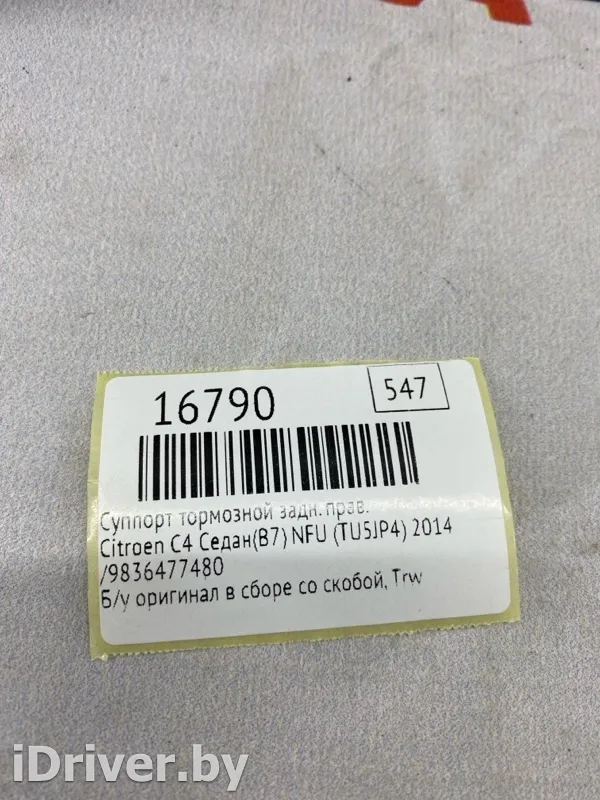 16790
547
Суппорт тормозной задн. прав.
Citroen C4 Седан(B7) NFU (TU5JP4) 2014
/9836477480
Б/у оригинал в сборе со скобой, Trw
iDriver.by